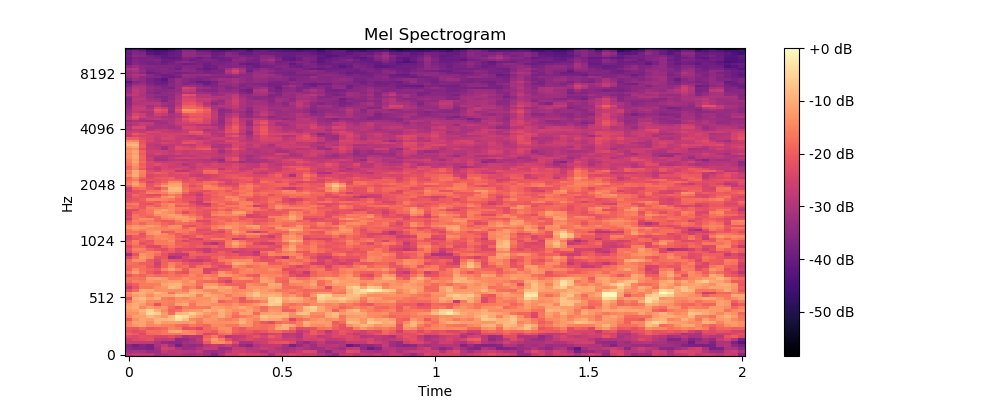 Mel Spectrogram
+0 dB
8192
-10 dB
4096
-20 dB
2048
Hz
-30 dB
1024
-40 dB
512
-50 dB
0
0 0.5 1 1.5 2
Time